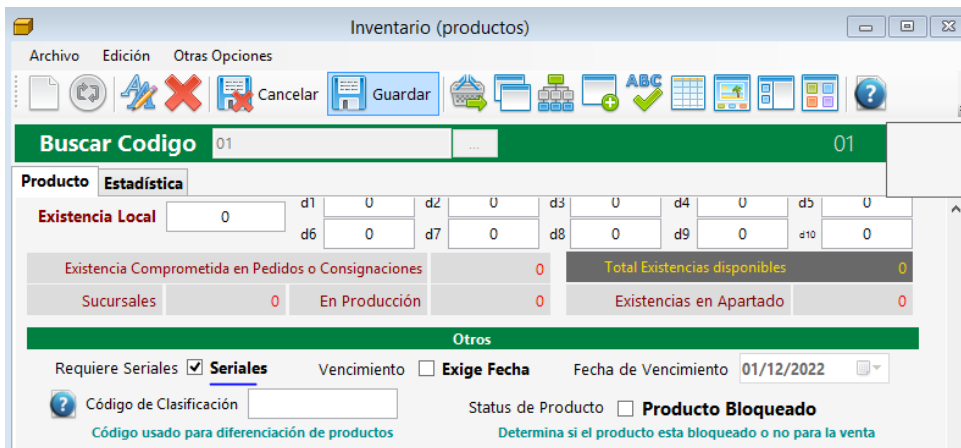 Inventario (productos)
Archivo Edición Otras Opciones
Cancelar Guardar ABC ?
Buscar Codigo 01 ... 01
Producto Estadística
Existencia Local 0 d1 0 d2 0 d3 0 d4 0 d5 0
d6 0 d7 0 d8 0 d9 0 d10 0
Existencia Comprometida en Pedidos o Consignaciones 0 Total Existencias disponibles 0
Sucursales 0 En Producción 0 Existencias en Apartado 0
Otros
Requiere Seriales Seriales Vencimiento Exige Fecha Fecha de Vencimiento 01/12/2022
? Código de Clasificación Status de Producto Producto Bloqueado
Código usado para diferenciación de productos Determina si el producto esta bloqueado o no para la venta